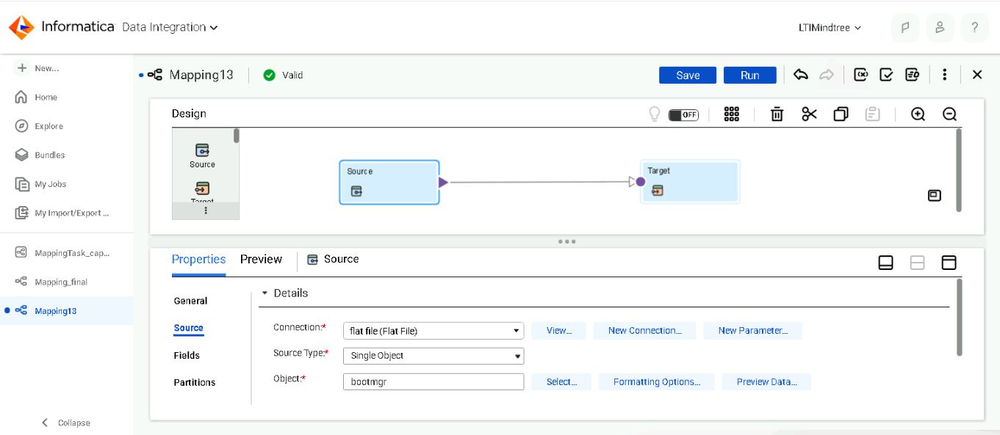 Informatica Data Integration
LTIMindtree
?
New...
Home
Explore
Bundles
My Jobs
My Import/Export ...
MappingTask_cap...
Mapping_final
Mapping13
Collapse
Mapping13
Valid
Save
Run
Design
OFF
Source
Target
Source
Target
Properties
Preview
Source
General
Source
Fields
Partitions
Details
Connection:* flat file (Flat File) View... New Connection... New Parameter...
Source Type:* Single Object
Object:* bootmgr Select... Formatting Options... Preview Data...